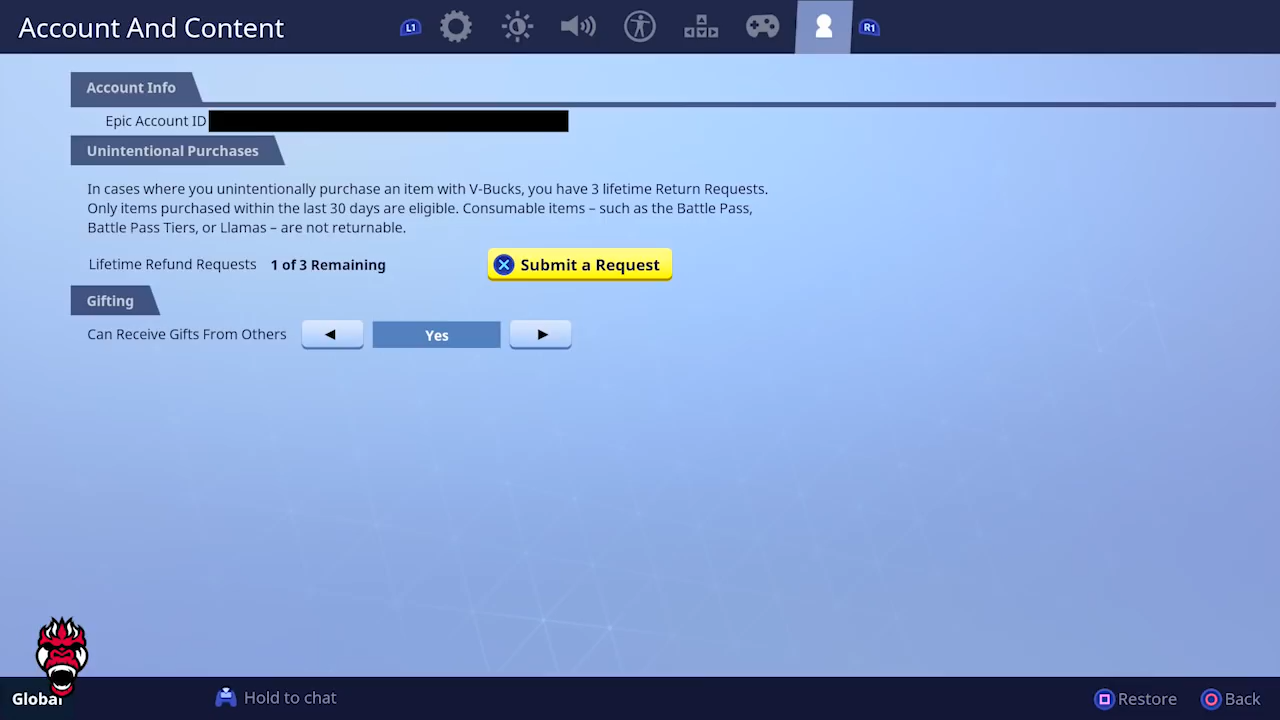 Account And Content
L1
R1
Account Info
Epic Account ID
Unintentional Purchases
In cases where you unintentionally purchase an item with V-Bucks, you have 3 lifetime Return Requests.
Only items purchased within the last 30 days are eligible. Consumable items – such as the Battle Pass,
Battle Pass Tiers, or Llamas – are not returnable.
Lifetime Refund Requests 1 of 3 Remaining Submit a Request
Gifting
Can Receive Gifts From Others Yes
Global Hold to chat Restore Back